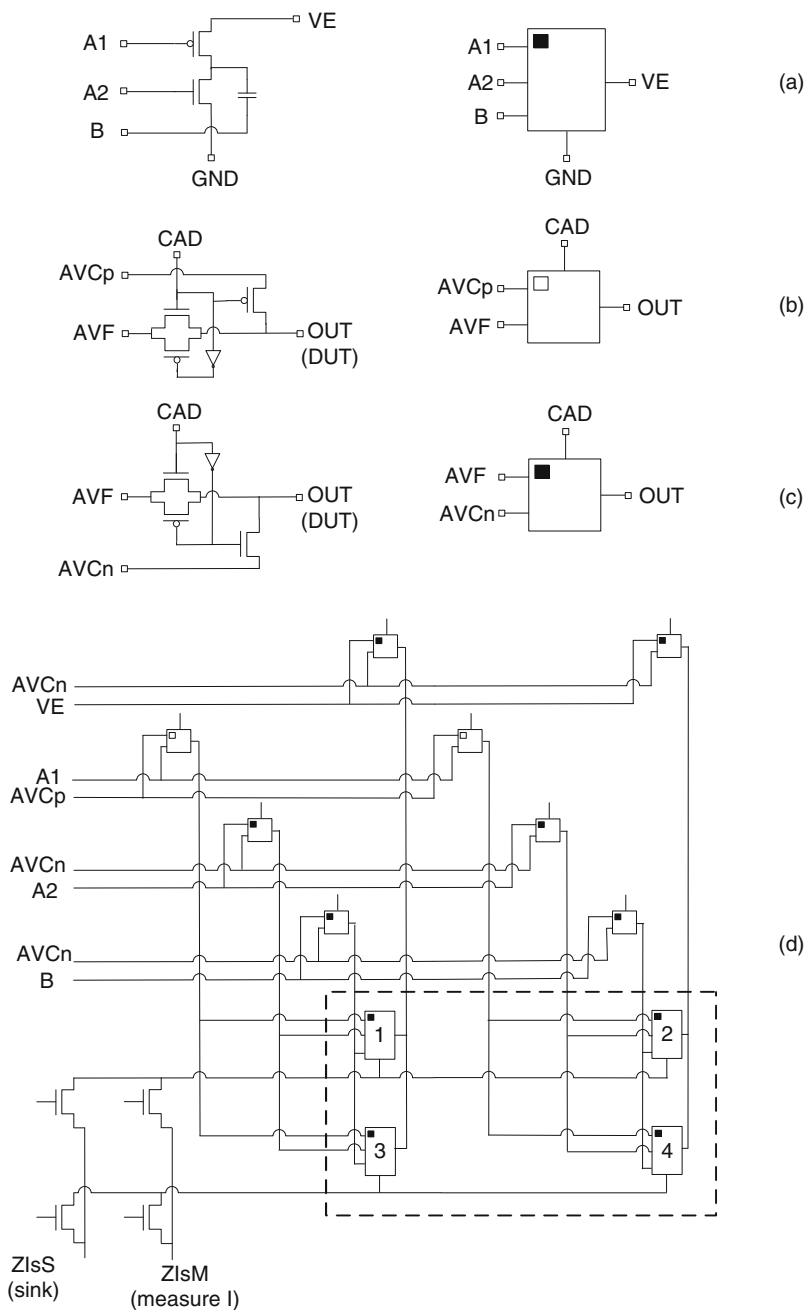 VE
A1
A2
B
GND
A1
A2
B
VE
GND
(a)
CAD
AVCp
AVF
OUT
(DUT)
CAD
AVCp
AVF
OUT
(b)
CAD
AVF
OUT
(DUT)
AVCn
CAD
AVF
AVCn
OUT
(c)
AVCn
VE
A1
AVCp
AVCn
A2
AVCn
B
(d)
1
2
3
4
ZIsS
(sink)
ZIsM
(measure I)